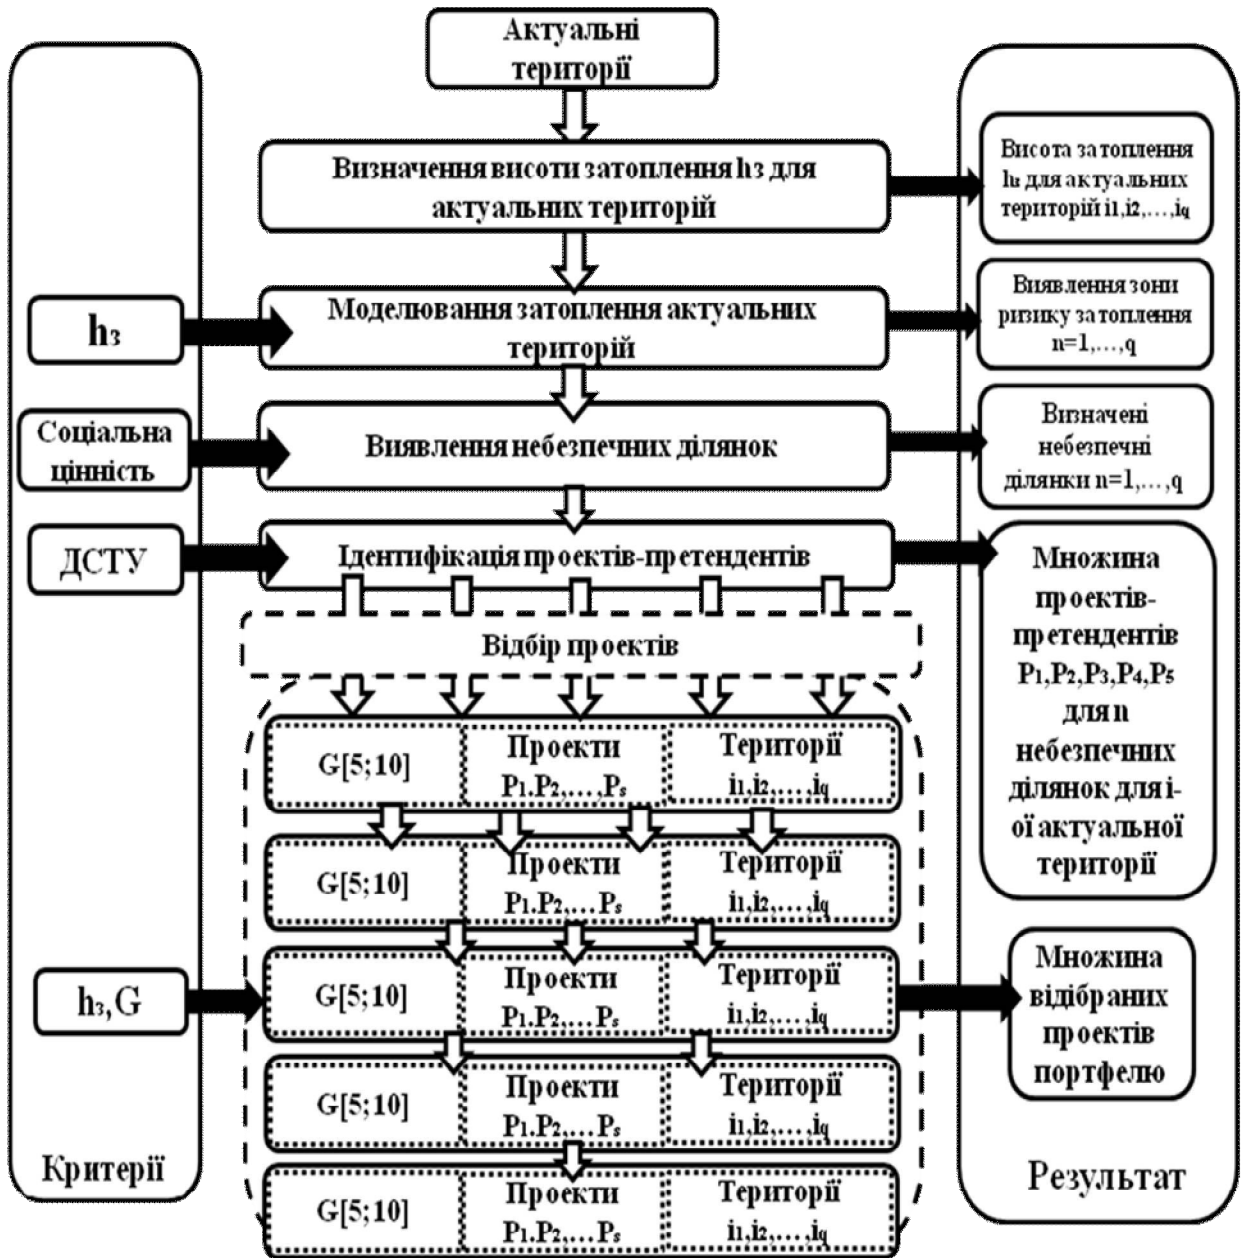 Актуальні
території
Визначення висоти затоплення hз для
актуальних територій
Висота затоплення
hз для актуальних
територій i1,i2,…,iq
hз
Моделювання затоплення актуальних
територій
Виявлення зони
ризику затоплення
n=1,…,q
Соціальна
цінність
Виявлення небезпечних ділянок
Визначені
небезпечні
ділянки n=1,…,q
ДСТУ
Ідентифікація проектів-претендентів
Множина
проектів-
претендентів
P1,P2,P3,P4,P5
для n
небезпечних
ділянок для і-
ої актуальної
території
Відбір проектів
G[5;10]
Проекти
P1.P2,…,Ps
Території
i1,i2,…,iq
G[5;10]
Проекти
P1.P2,…Ps
Території
i1,i2,…,iq
hз,G
G[5;10]
Проекти
P1.P2,…Ps
Території
i1,i2,…,iq
Множина
відібраних
проектів
портфелю
G[5;10]
Проекти
P1.P2,…Ps
Території
i1,i2,…,iq
G[5;10]
Проекти
P1.P2,…Ps
Території
i1,i2,…,iq
Критерії
Результат